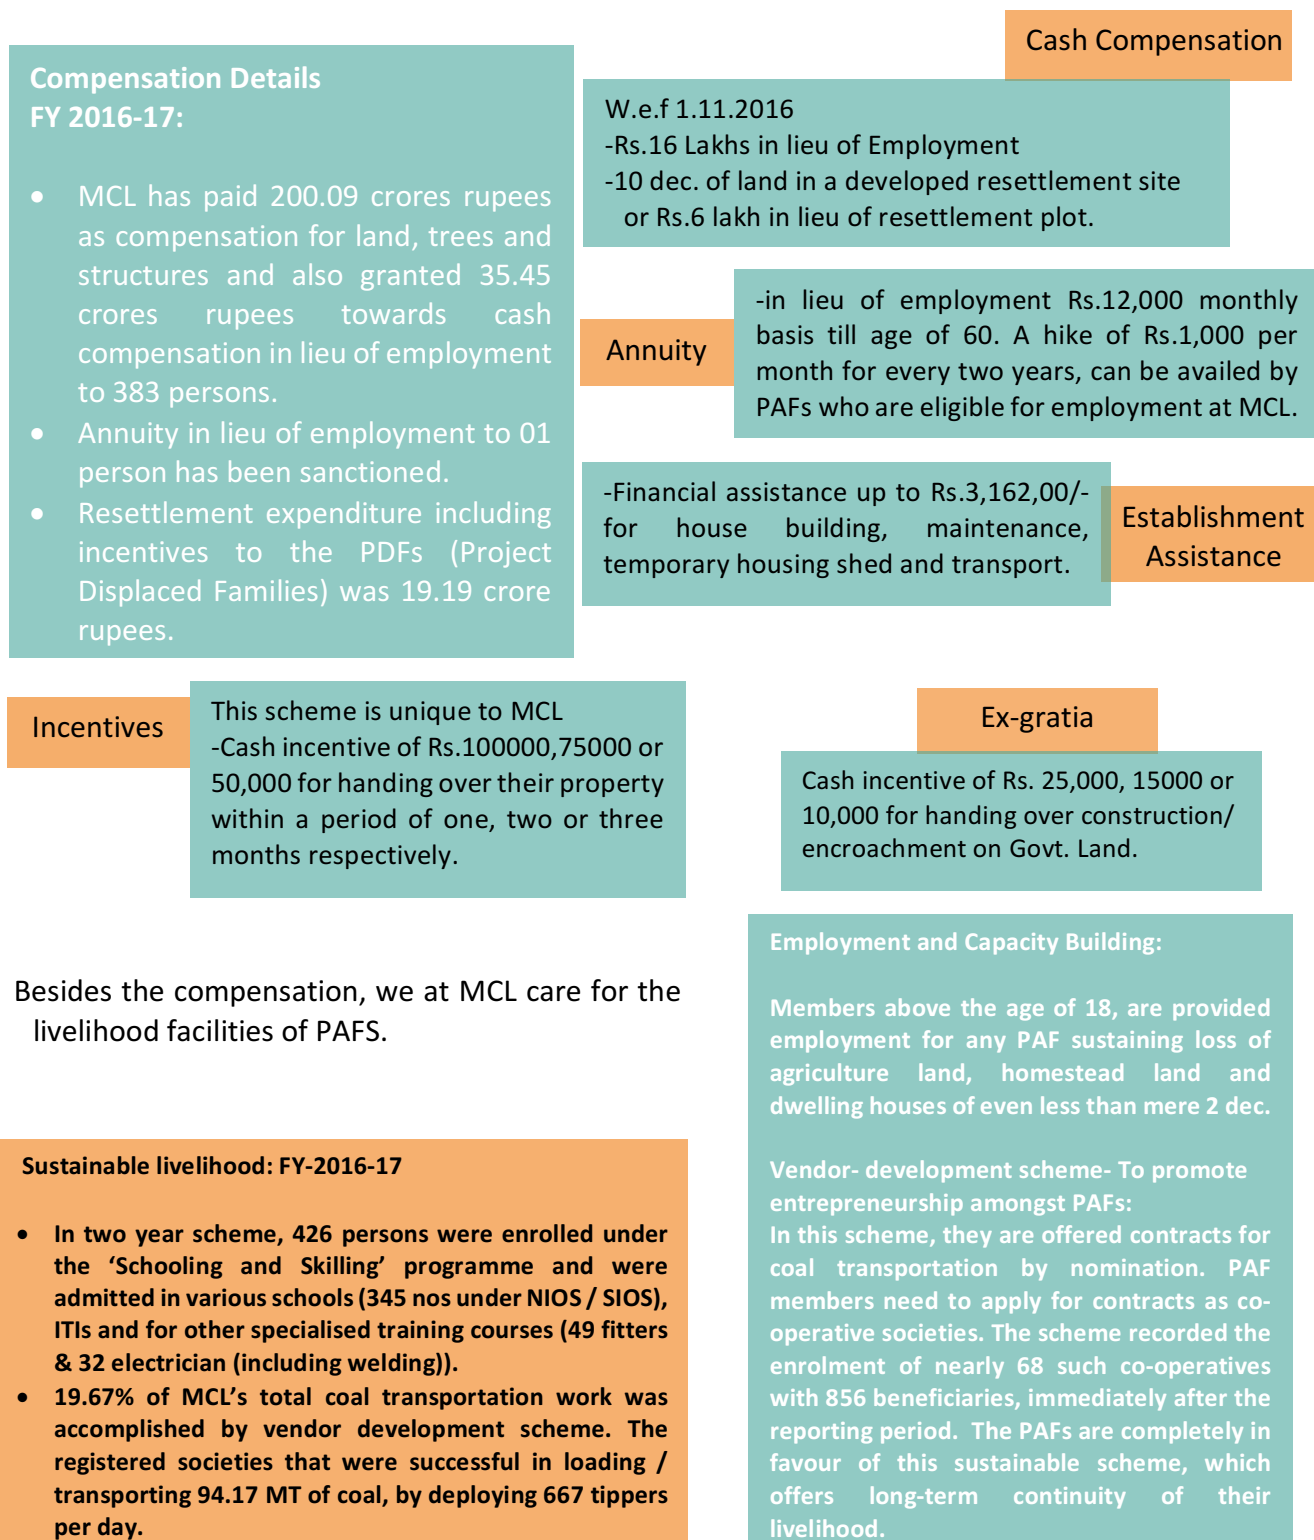 Compensation Details
FY 2016-17:
• MCL has paid 200.09 crores rupees
as compensation for land, trees and
structures and also granted 35.45
crores rupees towards cash
compensation in lieu of employment
to 383 persons.
• Annuity in lieu of employment to 01
person has been sanctioned.
• Resettlement expenditure including
incentives to the PDFs (Project
Displaced Families) was 19.19 crore
rupees.
Cash Compensation
W.e.f 1.11.2016
-Rs.16 Lakhs in lieu of Employment
-10 dec. of land in a developed resettlement site
or Rs.6 lakh in lieu of resettlement plot.
Annuity
-in lieu of employment Rs.12,000 monthly
basis till age of 60. A hike of Rs.1,000 per
month for every two years, can be availed by
PAFs who are eligible for employment at MCL.
-Financial assistance up to Rs.3,162,00/-
for house building, maintenance,
temporary housing shed and transport.
Establishment
Assistance
Incentives
This scheme is unique to MCL
-Cash incentive of Rs.100000,75000 or
50,000 for handing over their property
within a period of one, two or three
months respectively.
Ex-gratia
Cash incentive of Rs. 25,000, 15000 or
10,000 for handing over construction/
encroachment on Govt. Land.
Besides the compensation, we at MCL care for the
livelihood facilities of PAFS.
Sustainable livelihood: FY-2016-17
• In two year scheme, 426 persons were enrolled under
the ‘Schooling and Skilling’ programme and were
admitted in various schools (345 nos under NIOS / SIOS),
ITIs and for other specialised training courses (49 fitters
& 32 electrician (including welding)).
• 19.67% of MCL’s total coal transportation work was
accomplished by vendor development scheme. The
registered societies that were successful in loading /
transporting 94.17 MT of coal, by deploying 667 tippers
per day.
Employment and Capacity Building:
Members above the age of 18, are provided
employment for any PAF sustaining loss of
agriculture land, homestead land and
dwelling houses of even less than mere 2 dec.
Vendor- development scheme- To promote
entrepreneurship amongst PAFs:
In this scheme, they are offered contracts for
coal transportation by nomination. PAF
members need to apply for contracts as co-
operative societies. The scheme recorded the
enrolment of nearly 68 such co-operatives
with 856 beneficiaries, immediately after the
reporting period. The PAFs are completely in
favour of this sustainable scheme, which
offers long-term continuity of their
livelihood.